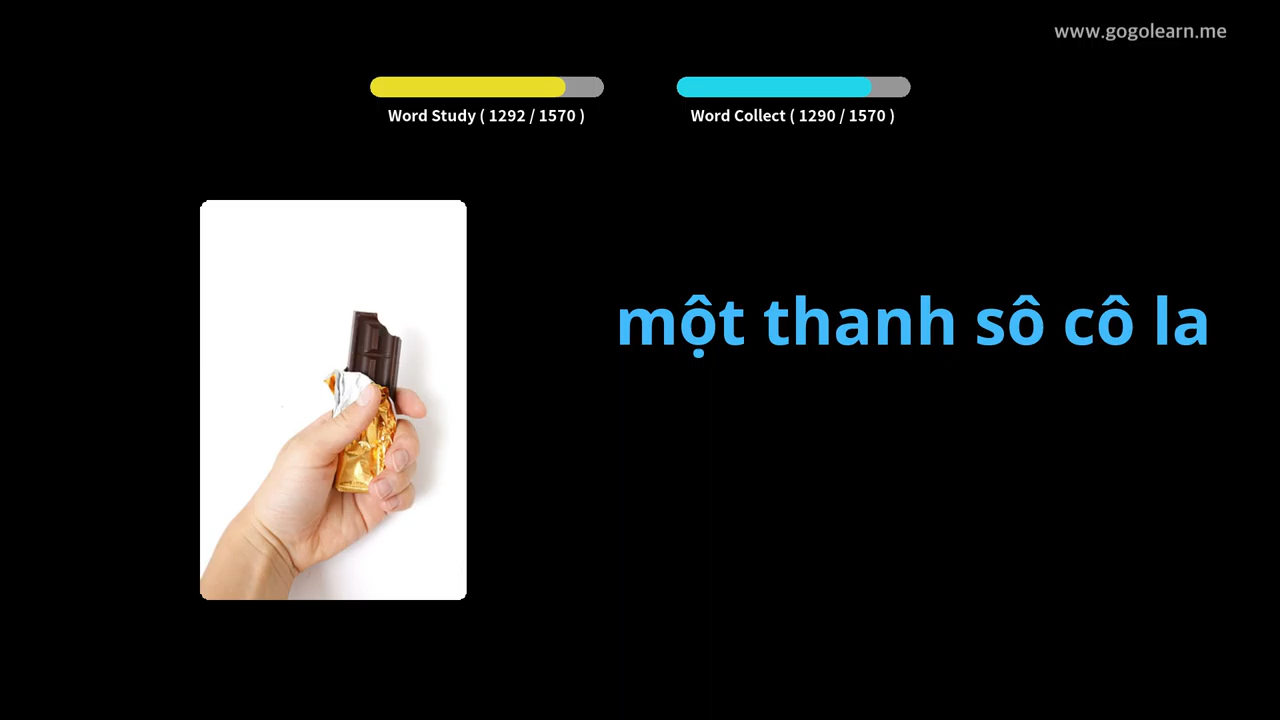 www.gogolearn.me
Word Study ( 1292 / 1570 )
Word Collect ( 1290 / 1570 )
một thanh sô cô la